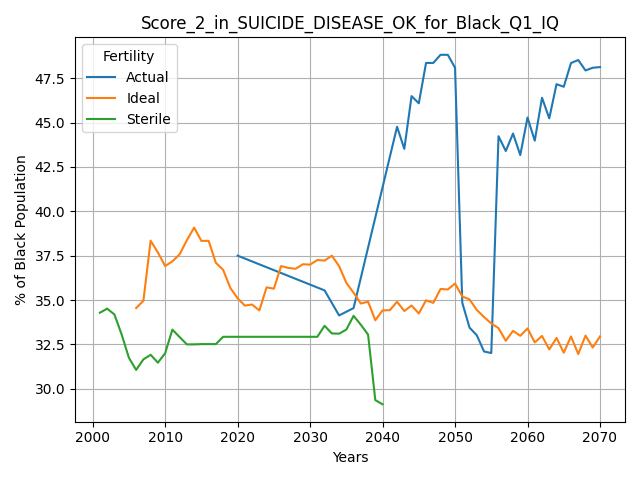 Score_2_in_SUICIDE_DISEASE_OK_for_Black_Q1_IQ
Fertility
Actual
Ideal
Sterile
% of Black Population
47.5
45.0
42.5
40.0
37.5
35.0
32.5
30.0
2000 2010 2020 2030 2040 2050 2060 2070
Years